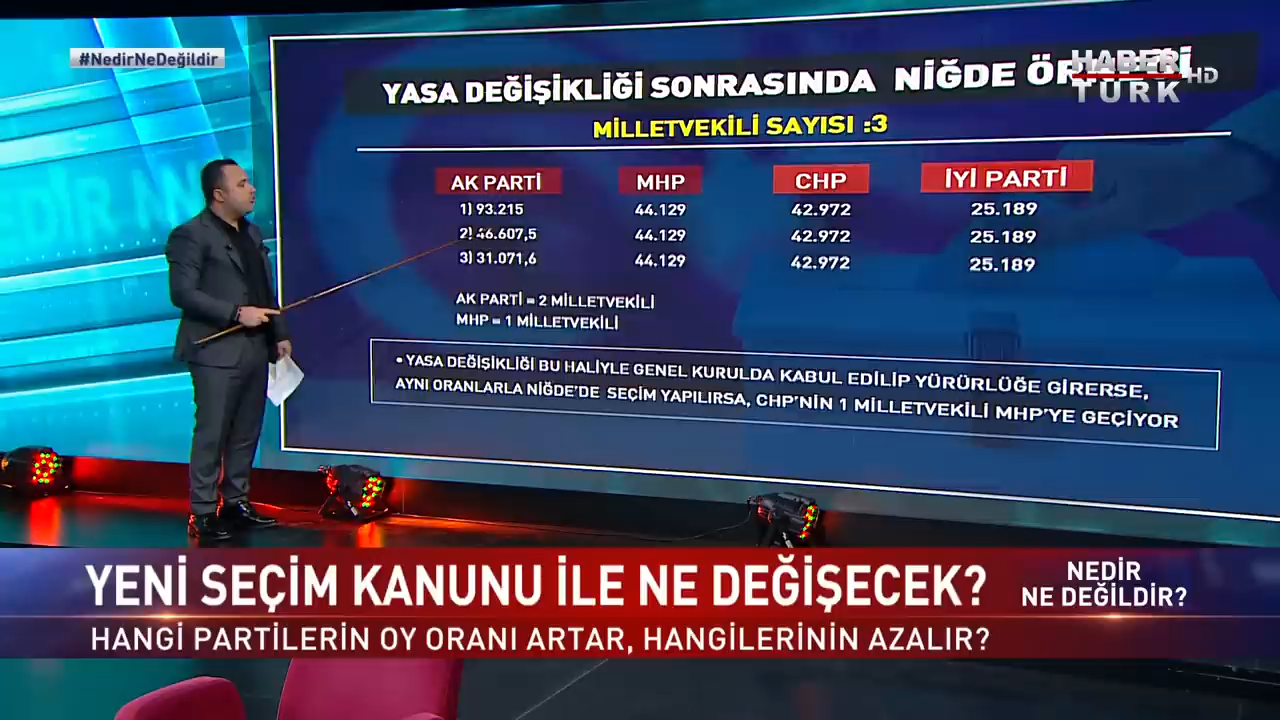 #NedirNeDeğildir
HABER
TÜRK
HD
YASA DEĞİŞİKLİĞİ SONRASINDA NİĞDE
MİLLETVEKİLİ SAYISI :3
AK PARTİ MHP CHP İYİ PARTİ
1) 93.215 44.129 42.972 25.189
2) 46.607,5 44.129 42.972 25.189
3) 31.071,6 44.129 42.972 25.189
AK PARTİ = 2 MİLLETVEKİLİ
MHP = 1 MİLLETVEKİLİ
• YASA DEĞİŞİKLİĞİ BU HALİYLE GENEL KURULDA KABUL EDİLİP YÜRÜRLÜĞE GİRERSE,
AYNI ORANLARLA NİĞDE'DE SEÇİM YAPILIRSA, CHP'NİN 1 MİLLETVEKİLİ MHP'YE GEÇİYOR
YENİ SEÇİM KANUNU İLE NE DEĞİŞECEK?
HANGİ PARTİLERİN OY ORANI ARTAR, HANGİLERİNİN AZALIR?
NEDİR
NE DEĞİLDİR?